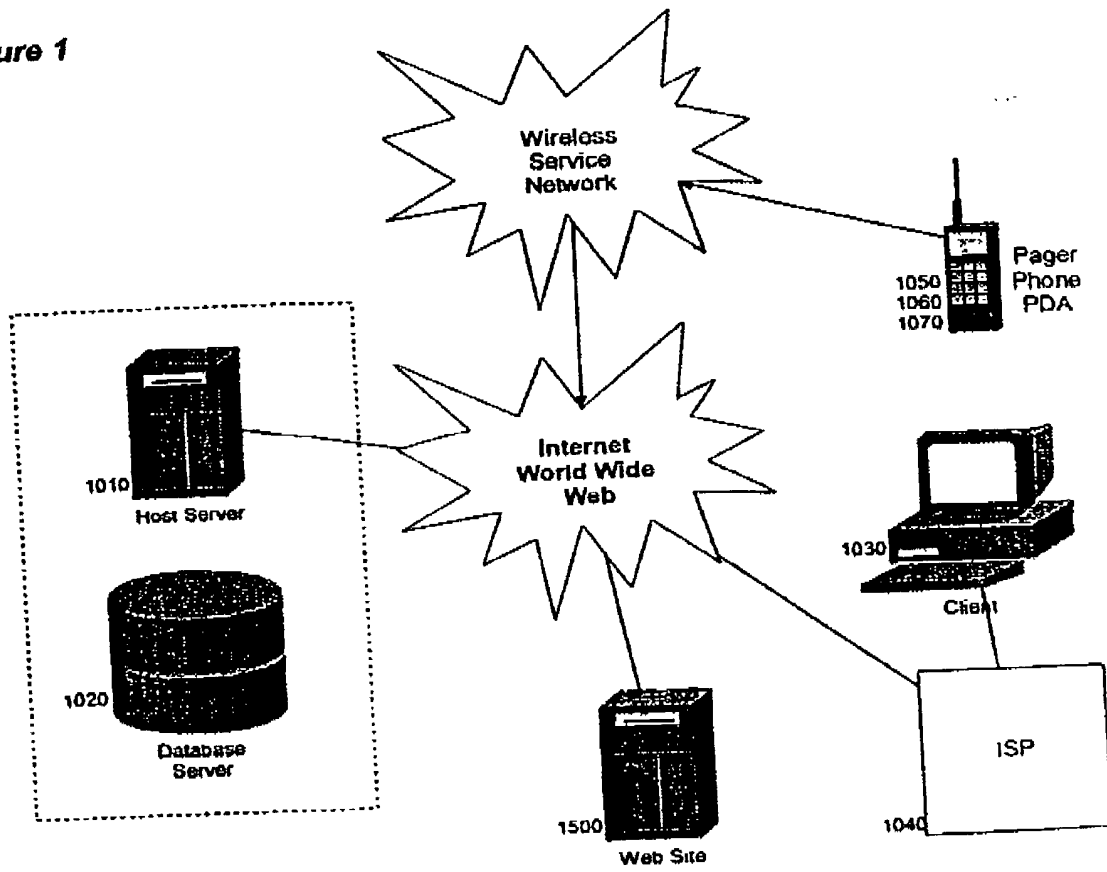 ure 1
Wireless
Service
Network
1050
1060
1070
Pager
Phone
PDA
1010
Host Server
Internet
World Wide
Web
1030
Client
1020
Database
Server
1500
Web Site
ISP
1040